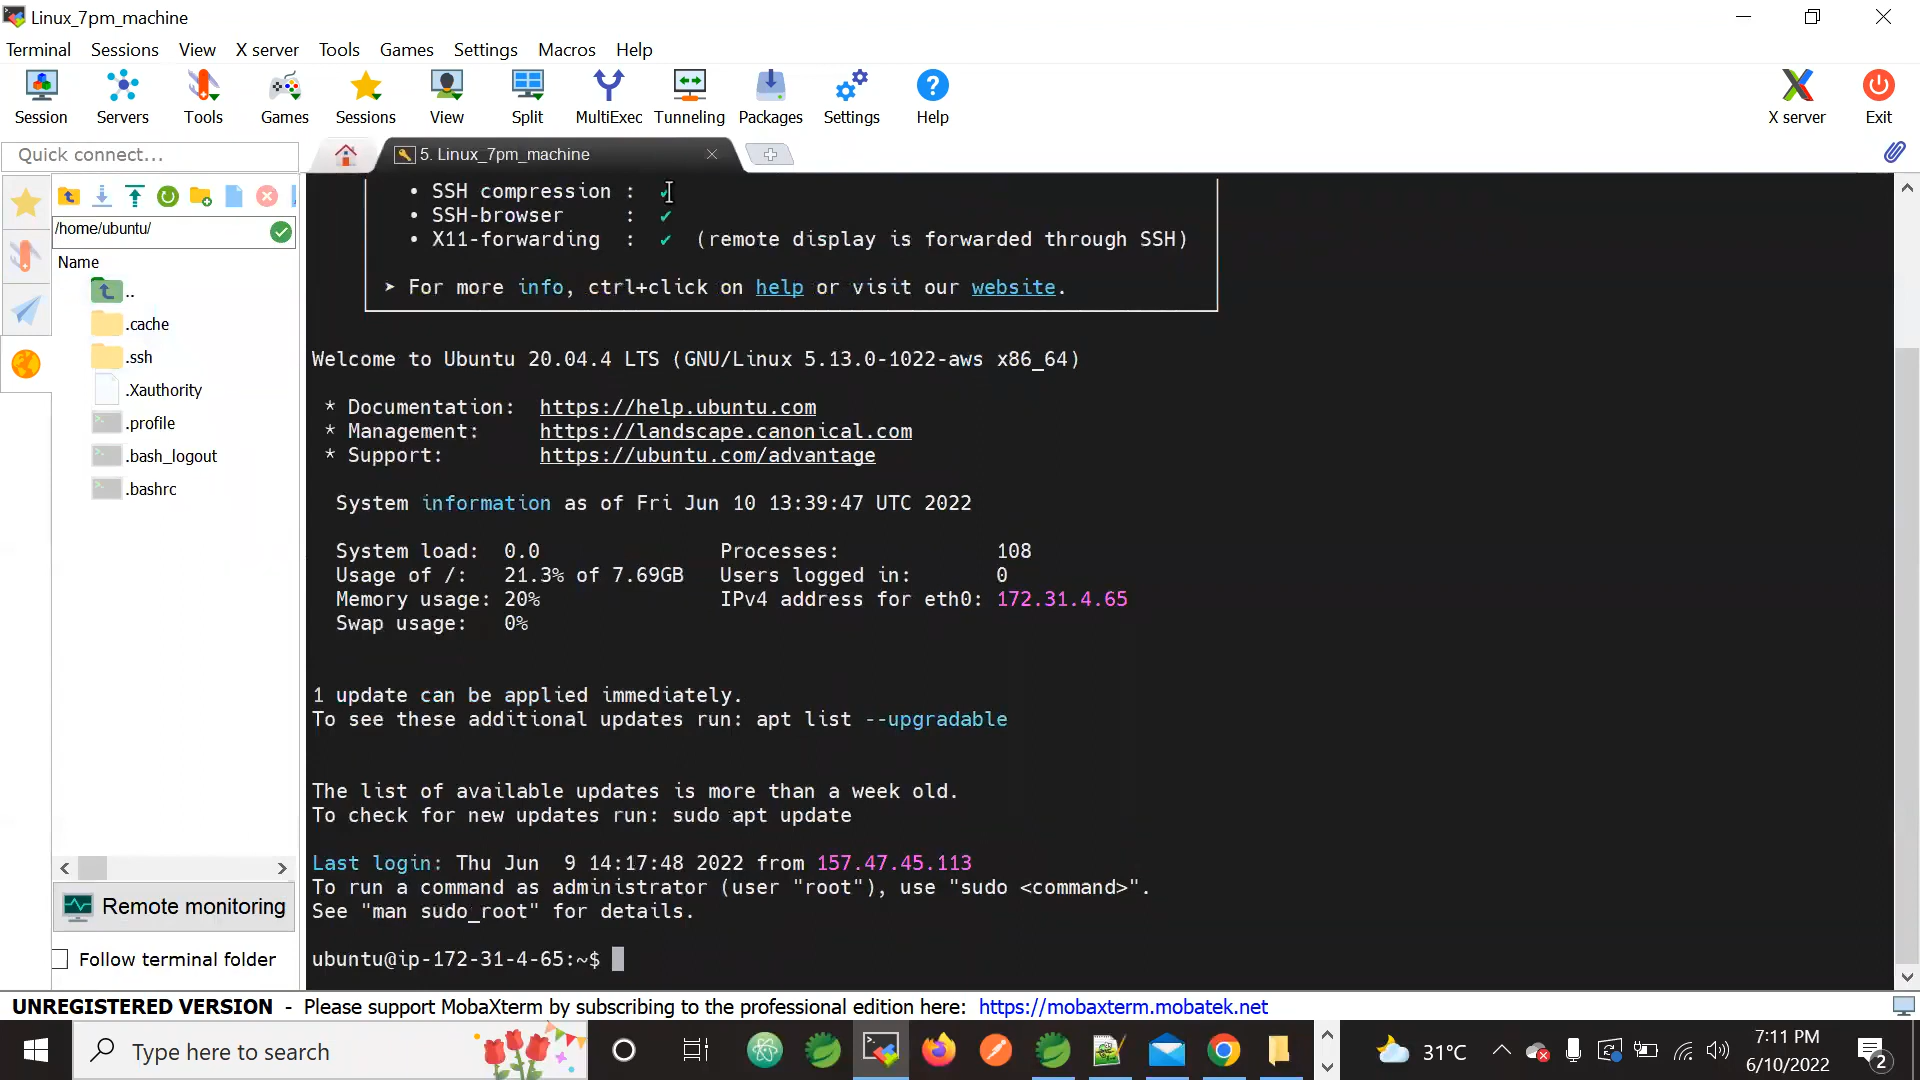 Linux_7pm_machine
Terminal Sessions View X server Tools Games Settings Macros Help
Session Servers Tools Games Sessions View Split MultiExec Tunneling Packages Settings Help X server Exit
Quick connect...
5. Linux_7pm_machine
/home/ubuntu/
Name
..
.cache
.ssh
.Xauthority
.profile
.bash_logout
.bashrc
Remote monitoring
Follow terminal folder
• SSH compression : ✔
• SSH-browser : ✔
• X11-forwarding : ✔ (remote display is forwarded through SSH)
➤ For more info, ctrl+click on help or visit our website.
Welcome to Ubuntu 20.04.4 LTS (GNU/Linux 5.13.0-1022-aws x86_64)
* Documentation: https://help.ubuntu.com
* Management: https://landscape.canonical.com
* Support: https://ubuntu.com/advantage
System information as of Fri Jun 10 13:39:47 UTC 2022
System load: 0.0 Processes: 108
Usage of /: 21.3% of 7.69GB Users logged in: 0
Memory usage: 20% IPv4 address for eth0: 172.31.4.65
Swap usage: 0%
1 update can be applied immediately.
To see these additional updates run: apt list --upgradable
The list of available updates is more than a week old.
To check for new updates run: sudo apt update
Last login: Thu Jun 9 14:17:48 2022 from 157.47.45.113
To run a command as administrator (user "root"), use "sudo <command>".
See "man sudo_root" for details.
ubuntu@ip-172-31-4-65:~$
UNREGISTERED VERSION - Please support MobaXterm by subscribing to the professional edition here: https://mobaxterm.mobatek.net
Type here to search
31°C
7:11 PM
6/10/2022
2